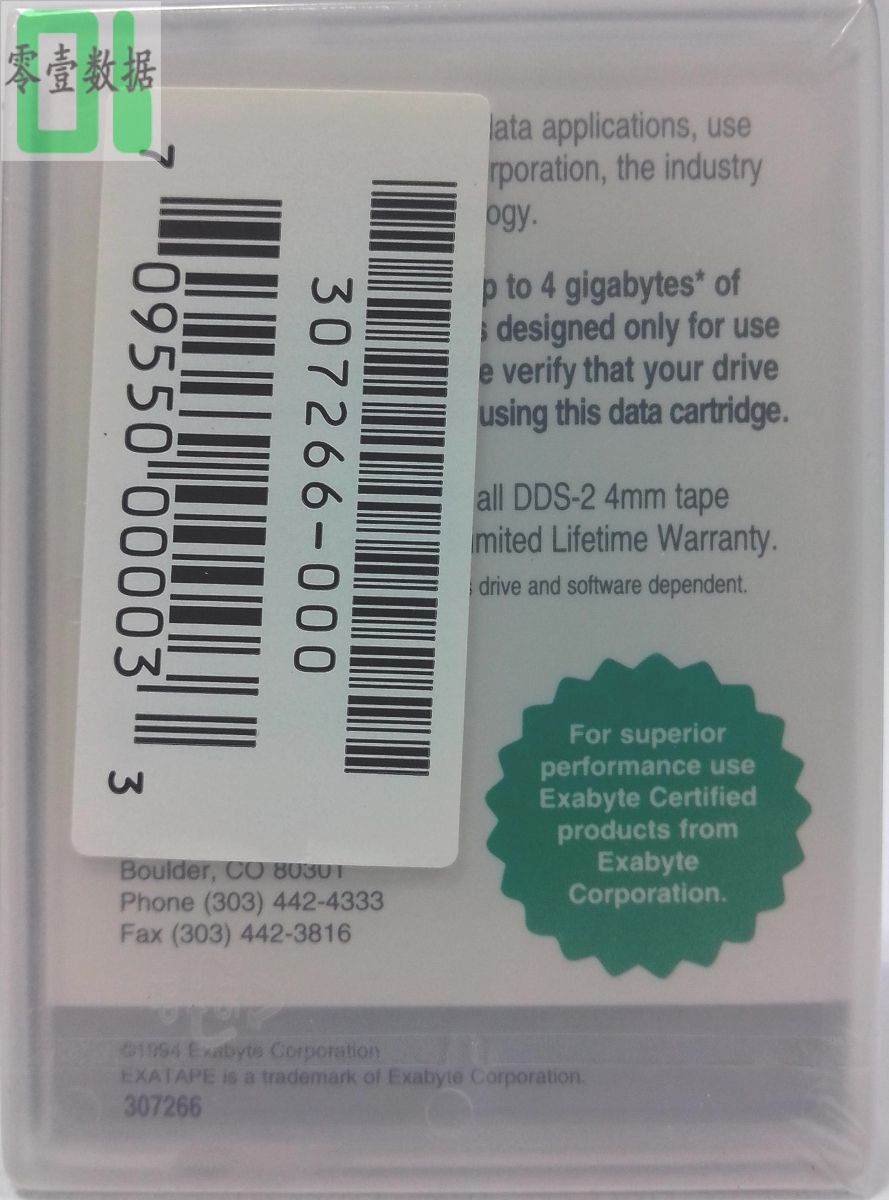 零壹数据
01
7
09550 00003
3
307266-000
data applications, use
rporation, the industry
ogy.
p to 4 gigabytes* of
s designed only for use
e verify that your drive
using this data cartridge.
all DDS-2 4mm tape
imited Lifetime Warranty.
drive and software dependent.
For superior
performance use
Exabyte Certified
products from
Exabyte
Corporation.
Boulder, CO 80301
Phone (303) 442-4333
Fax (303) 442-3816
©1994 Exabyte Corporation
EXATAPE is a trademark of Exabyte Corporation.
307266